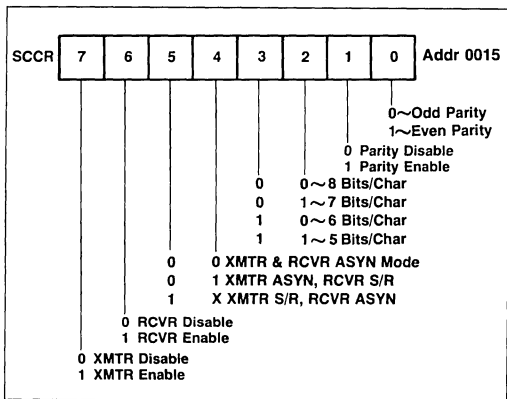 SCCR 7 6 5 4 3 2 1 0 Addr 0015
0~Odd Parity
1~Even Parity
0 Parity Disable
1 Parity Enable
0 0~8 Bits/Char
0 1~7 Bits/Char
1 0~6 Bits/Char
1 1~5 Bits/Char
0 0 XMTR & RCVR ASYN Mode
0 1 XMTR ASYN, RCVR S/R
1 X XMTR S/R, RCVR ASYN
0 RCVR Disable
1 RCVR Enable
0 XMTR Disable
1 XMTR Enable